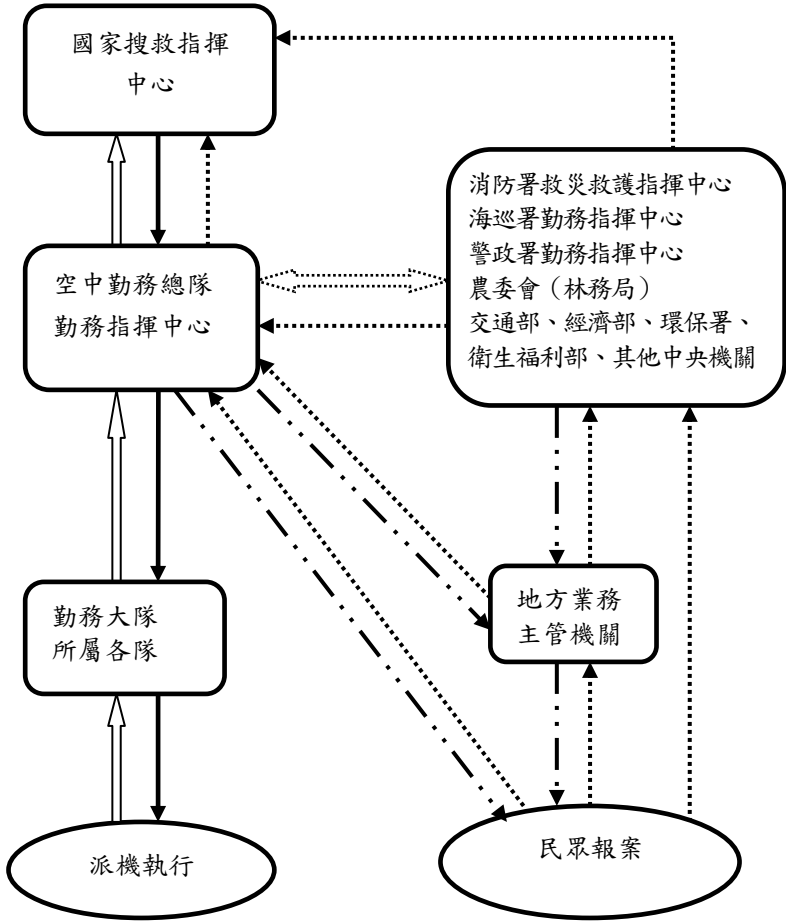 國家搜救指揮
中心
消防署救災救護指揮中心
海巡署勤務指揮中心
警政署勤務指揮中心
農委會（林務局）
交通部、經濟部、環保署、
衛生福利部、其他中央機關
空中勤務總隊
勤務指揮中心
勤務大隊
所屬各隊
地方業務
主管機關
派機執行
民眾報案